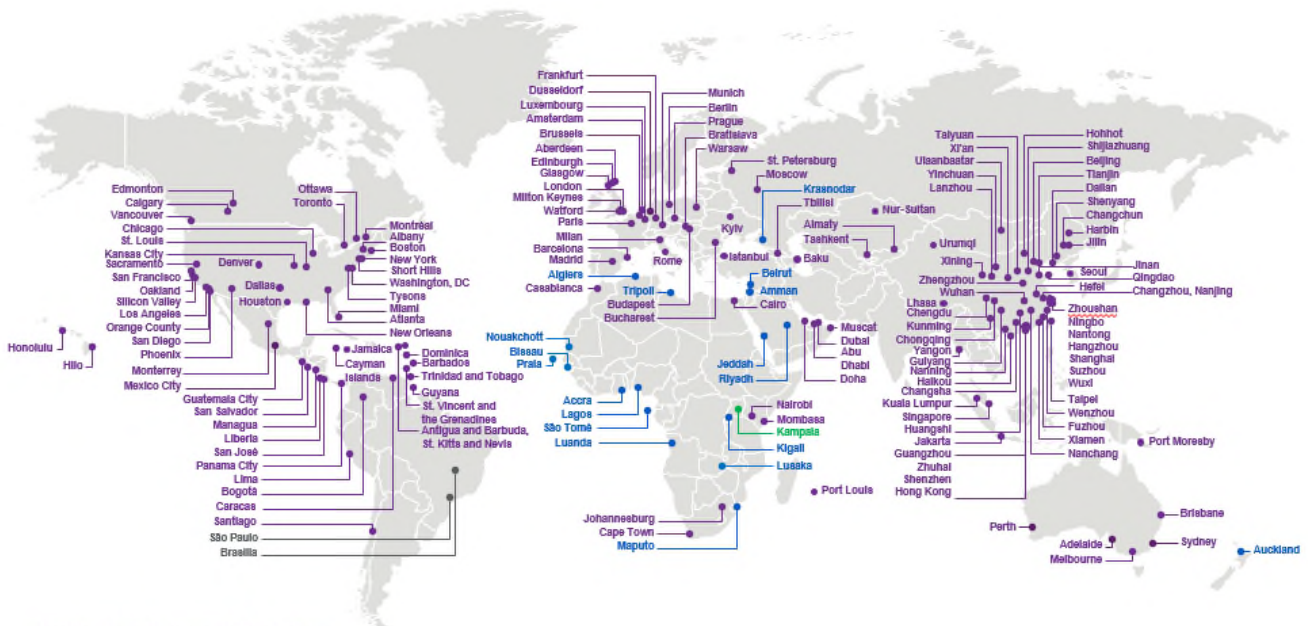 Edmonton
Calgary
Vancouver
Chicago
St. Louis
Kansas City
Sacramento
Denver
San Francisco
Oakland
Dallas
Silicon Valley
Houston
Los Angeles
Orange County
San Diego
Phoenix
Monterrey
Mexico City
Honolulu
Hilo
Ottawa
Toronto
Montréal
Albany
Boston
New York
Short Hills
Washington, DC
Tysons
Miami
Atlanta
New Orleans
Jamaica
Cayman
Islands
Dominica
Barbados
Trinidad and Tobago
Guyana
St. Vincent and
the Grenadines
Antigua and Barbuda,
St. Kitts and Nevis
Guatemala City
San Salvador
Managua
Liberia
San José
Panama City
Lima
Bogotá
Caracas
Santiago
São Paulo
Brasilia
Frankfurt
Dusseldorf
Luxembourg
Amsterdam
Brussels
Aberdeen
Edinburgh
Glasgow
London
Milton Keynes
Watford
Paris
Milan
Barcelona
Madrid
Rome
Algiers
Casablanca
Tripoli
Budapest
Bucharest
Munich
Berlin
Prague
Bratislava
Warsaw
St. Petersburg
Moscow
Krasnodar
Tbilisi
Kyiv
Istanbul
Baku
Nur-Sultan
Almaty
Tashkent
Beirut
Amman
Cairo
Nouakchott
Bissau
Praia
Accra
Lagos
São Tomé
Luanda
Jeddah
Riyadh
Muscat
Dubai
Abu
Dhabi
Doha
Nairobi
Mombasa
Kampala
Kigali
Lusaka
Port Louis
Johannesburg
Cape Town
Maputo
Taiyuan
Xi'an
Ulaanbaatar
Yinchuan
Lanzhou
Urumqi
Xining
Zhengzhou
Wuhan
Lhasa
Chengdu
Kunming
Chongqing
Yangon
Guiyang
Nanning
Haikou
Changsha
Kuala Lumpur
Singapore
Huangshi
Jakarta
Guangzhou
Zhuhai
Shenzhen
Hong Kong
Hohhot
Shijiazhuang
Beijing
Tianjin
Dalian
Shenyang
Changchun
Harbin
Jilin
Jinan
Seoul
Qingdao
Hefei
Changzhou, Nanjing
Zhoushan
Ningbo
Nantong
Hangzhou
Shanghai
Suzhou
Wuxi
Taipei
Wenzhou
Fuzhou
Xiamen
Nanchang
Port Moresby
Perth
Adelaide
Melbourne
Brisbane
Sydney
Auckland